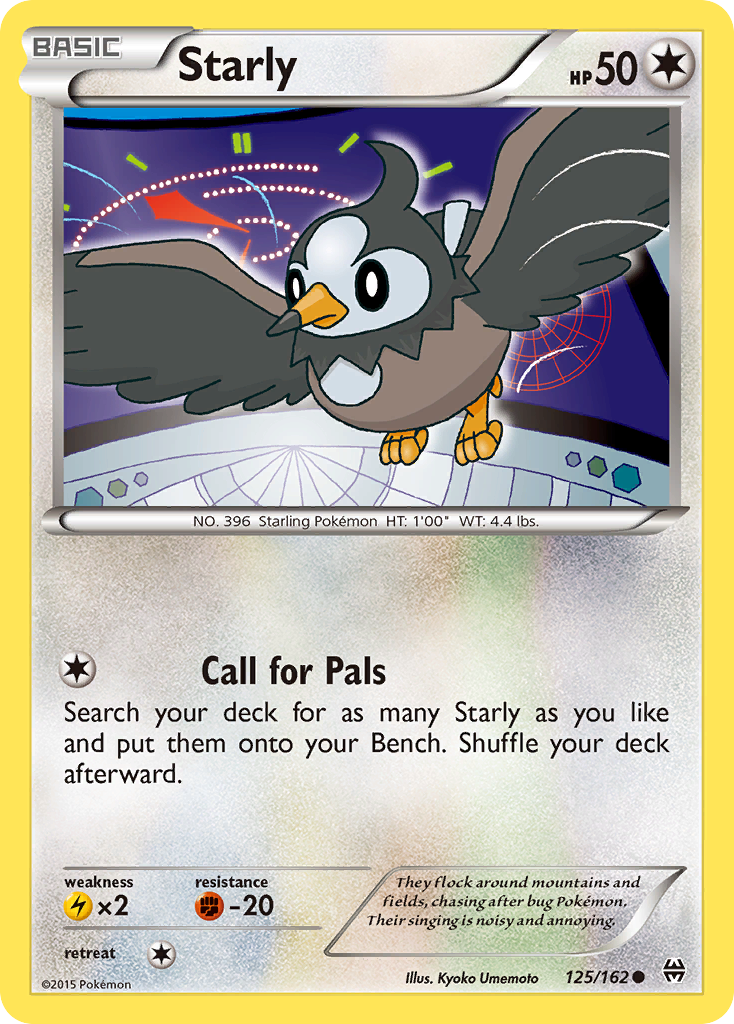 BASIC
Starly
HP 50
NO. 396 Starling Pokémon HT: 1'00" WT: 4.4 lbs.
Call for Pals
Search your deck for as many Starly as you like
and put them onto your Bench. Shuffle your deck
afterward.
weakness
×2
resistance
-20
They flock around mountains and
fields, chasing after bug Pokémon.
Their singing is noisy and annoying.
retreat
©2015 Pokémon
Illus. Kyoko Umemoto
125/162